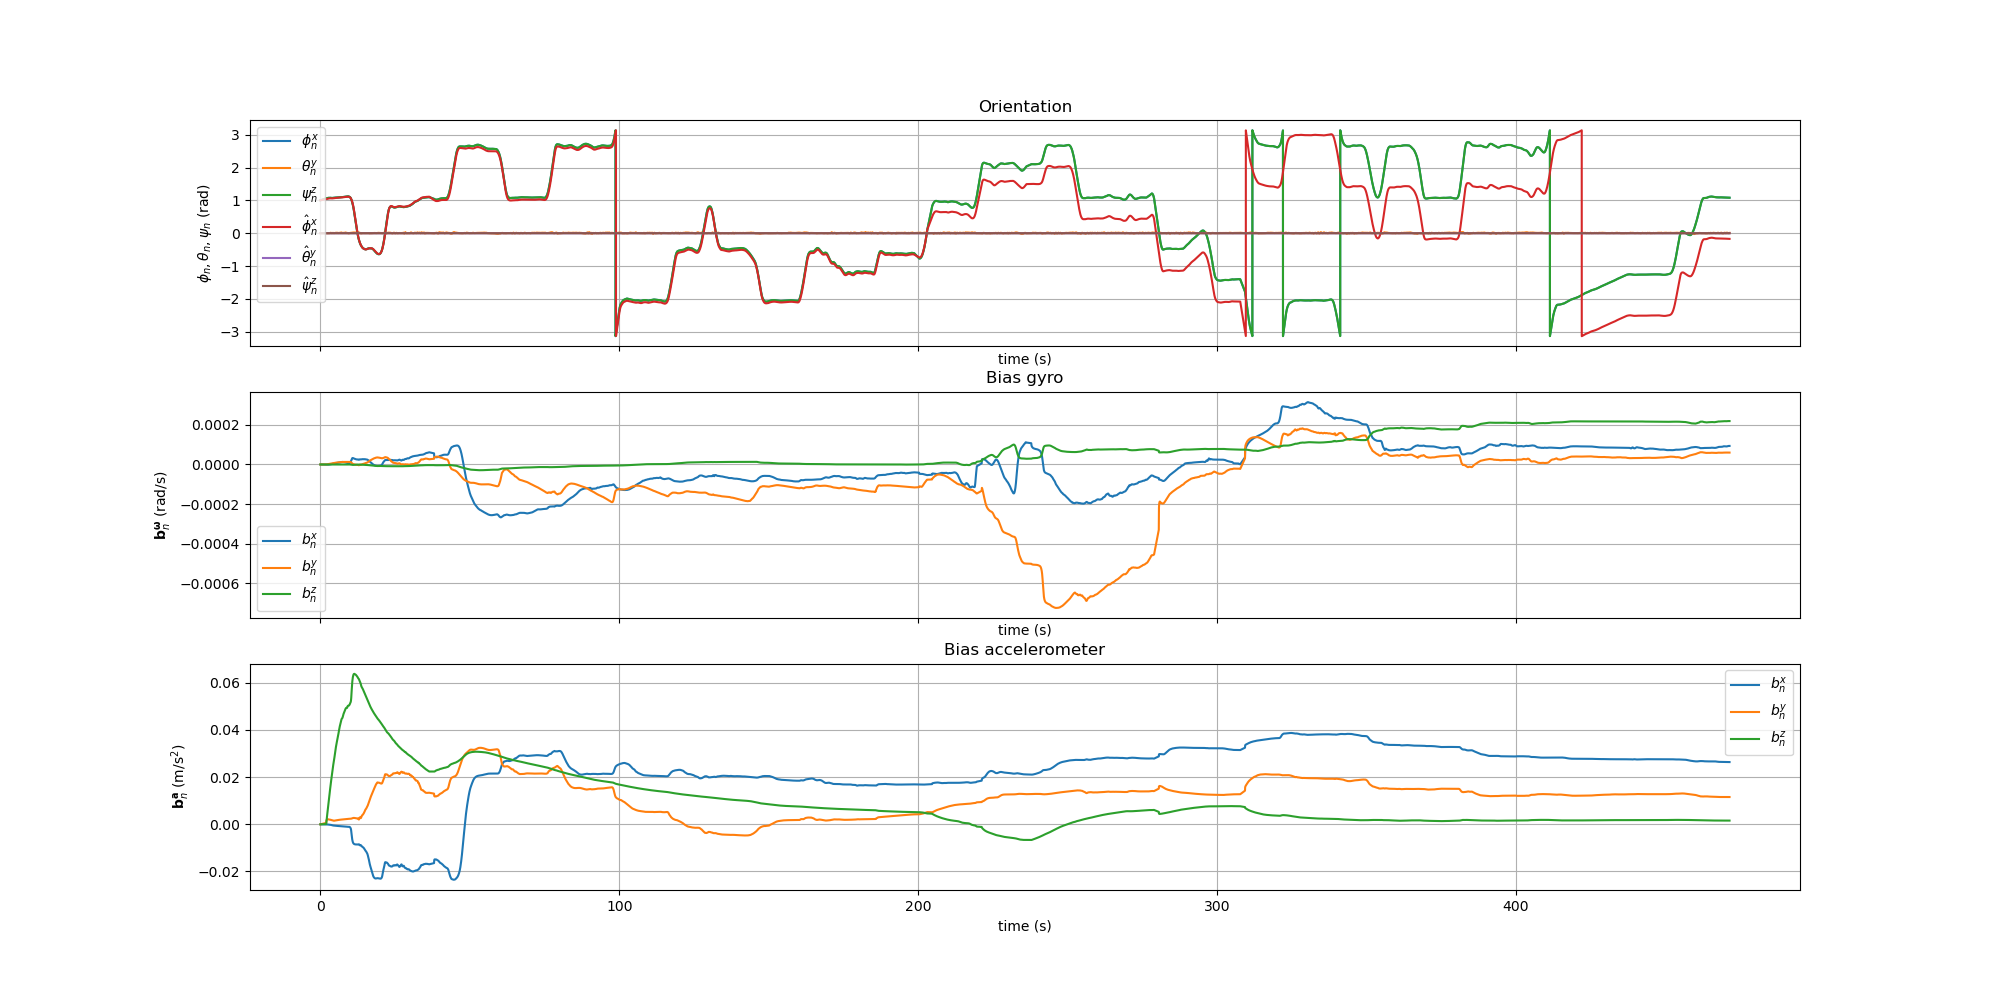 Orientation
ϕₙ, θₙ, ψₙ (rad)
3
2
1
0
−1
−2
−3
ϕₙˣ
θₙʸ
ψₙᶻ
ϕ̂ₙˣ
θ̂ₙʸ
ψ̂ₙᶻ
time (s)
Bias gyro
bₙ^ω (rad/s)
0.0002
0.0000
−0.0002
−0.0004
−0.0006
bₙˣ
bₙʸ
bₙᶻ
time (s)
Bias accelerometer
bₙ^a (m/s²)
0.06
0.04
0.02
0.00
−0.02
bₙˣ
bₙʸ
bₙᶻ
0 100 200 300 400
time (s)